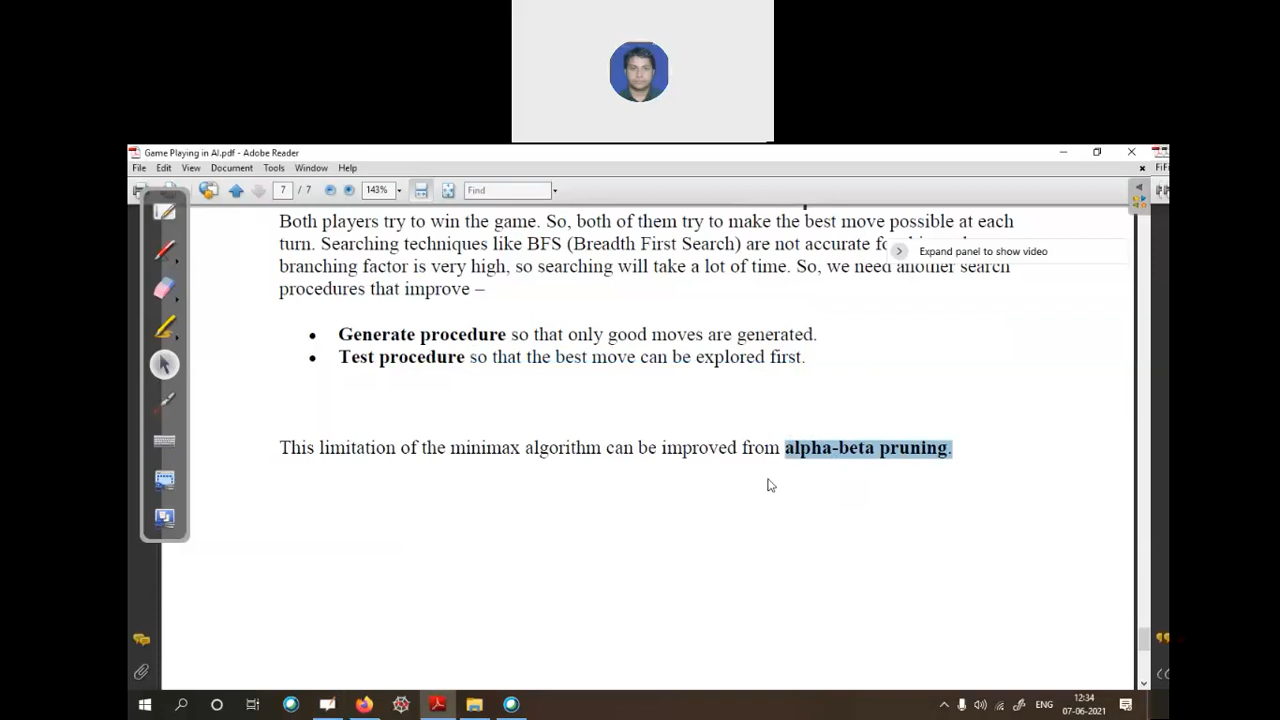 Game Playing in AI.pdf - Adobe Reader
File Edit View Document Tools Window Help
7 / 7 143% Find
Both players try to win the game. So, both of them try to make the best move possible at each
turn. Searching techniques like BFS (Breadth First Search) are not accurate
Expand panel to show video
branching factor is very high, so searching will take a lot of time. So, we need another search
procedures that improve –
• Generate procedure so that only good moves are generated.
• Test procedure so that the best move can be explored first.
This limitation of the minimax algorithm can be improved from alpha-beta pruning.
ENG
12:34
07-06-2021